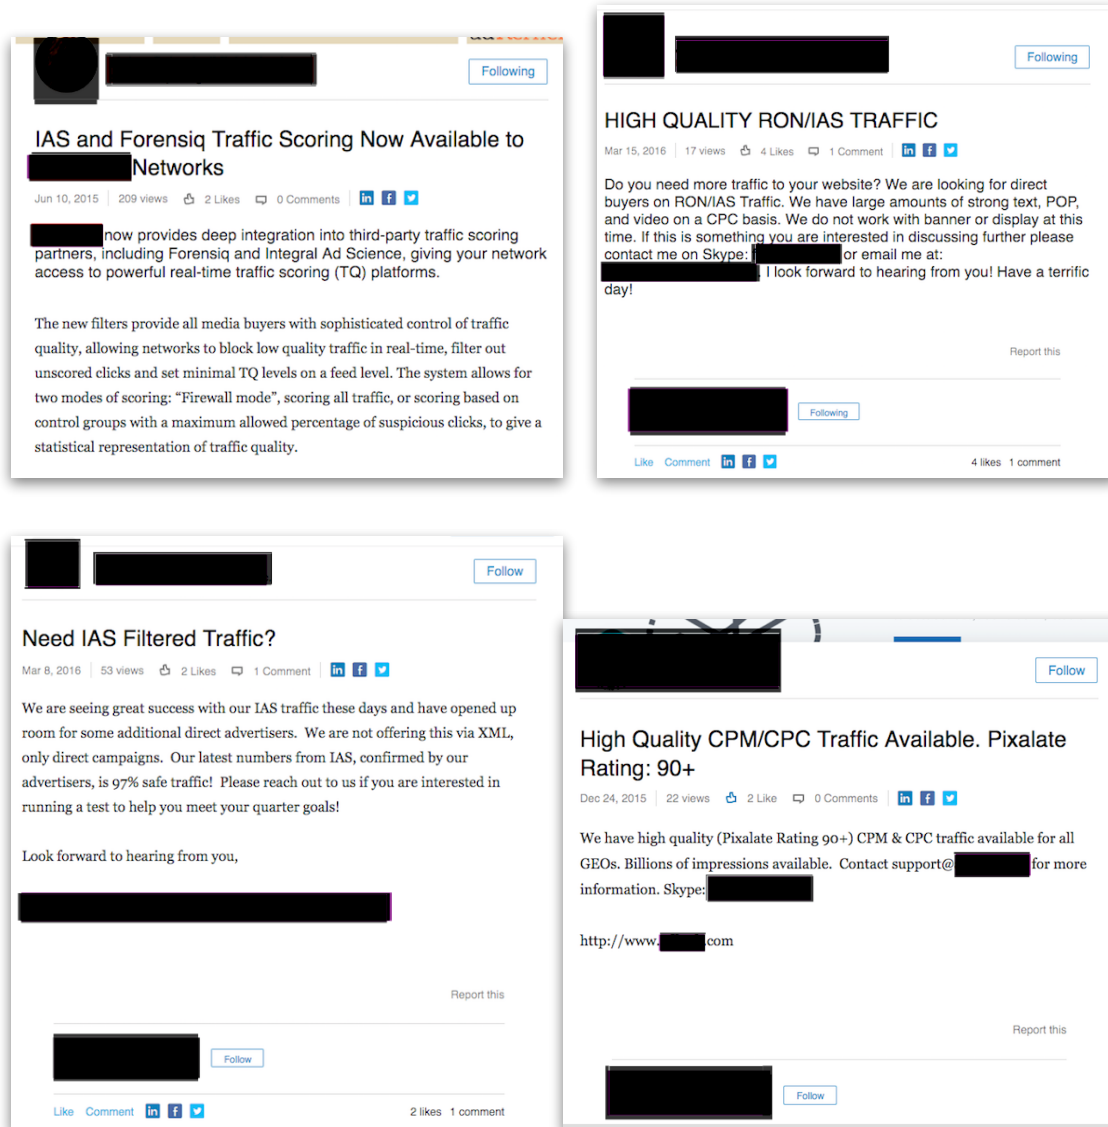 Following
IAS and Forensiq Traffic Scoring Now Available to
Networks
Jun 10, 2015 209 views 2 Likes 0 Comments in f
now provides deep integration into third-party traffic scoring
partners, including Forensiq and Integral Ad Science, giving your network
access to powerful real-time traffic scoring (TQ) platforms.
The new filters provide all media buyers with sophisticated control of traffic
quality, allowing networks to block low quality traffic in real-time, filter out
unscored clicks and set minimal TQ levels on a feed level. The system allows for
two modes of scoring: “Firewall mode”, scoring all traffic, or scoring based on
control groups with a maximum allowed percentage of suspicious clicks, to give a
statistical representation of traffic quality.
Following
HIGH QUALITY RON/IAS TRAFFIC
Mar 15, 2016 17 views 4 Likes 1 Comment in f
Do you need more traffic to your website? We are looking for direct
buyers on RON/IAS Traffic. We have large amounts of strong text, POP,
and video on a CPC basis. We do not work with banner or display at this
time. If this is something you are interested in discussing further please
contact me on Skype: or email me at:
. I look forward to hearing from you! Have a terrific
day!
Report this
Following
Like Comment in f 4 likes 1 comment
Follow
Need IAS Filtered Traffic?
Mar 8, 2016 53 views 2 Likes 1 Comment in f
We are seeing great success with our IAS traffic these days and have opened up
room for some additional direct advertisers. We are not offering this via XML,
only direct campaigns. Our latest numbers from IAS, confirmed by our
advertisers, is 97% safe traffic! Please reach out to us if you are interested in
running a test to help you meet your quarter goals!
Look forward to hearing from you,
Report this
Follow
Like Comment in f 2 likes 1 comment
Follow
High Quality CPM/CPC Traffic Available. Pixalate
Rating: 90+
Dec 24, 2015 22 views 2 Like 0 Comments in f
We have high quality (Pixalate Rating 90+) CPM & CPC traffic available for all
GEOs. Billions of impressions available. Contact support@ for more
information. Skype:
http://www. .com
Report this
Follow